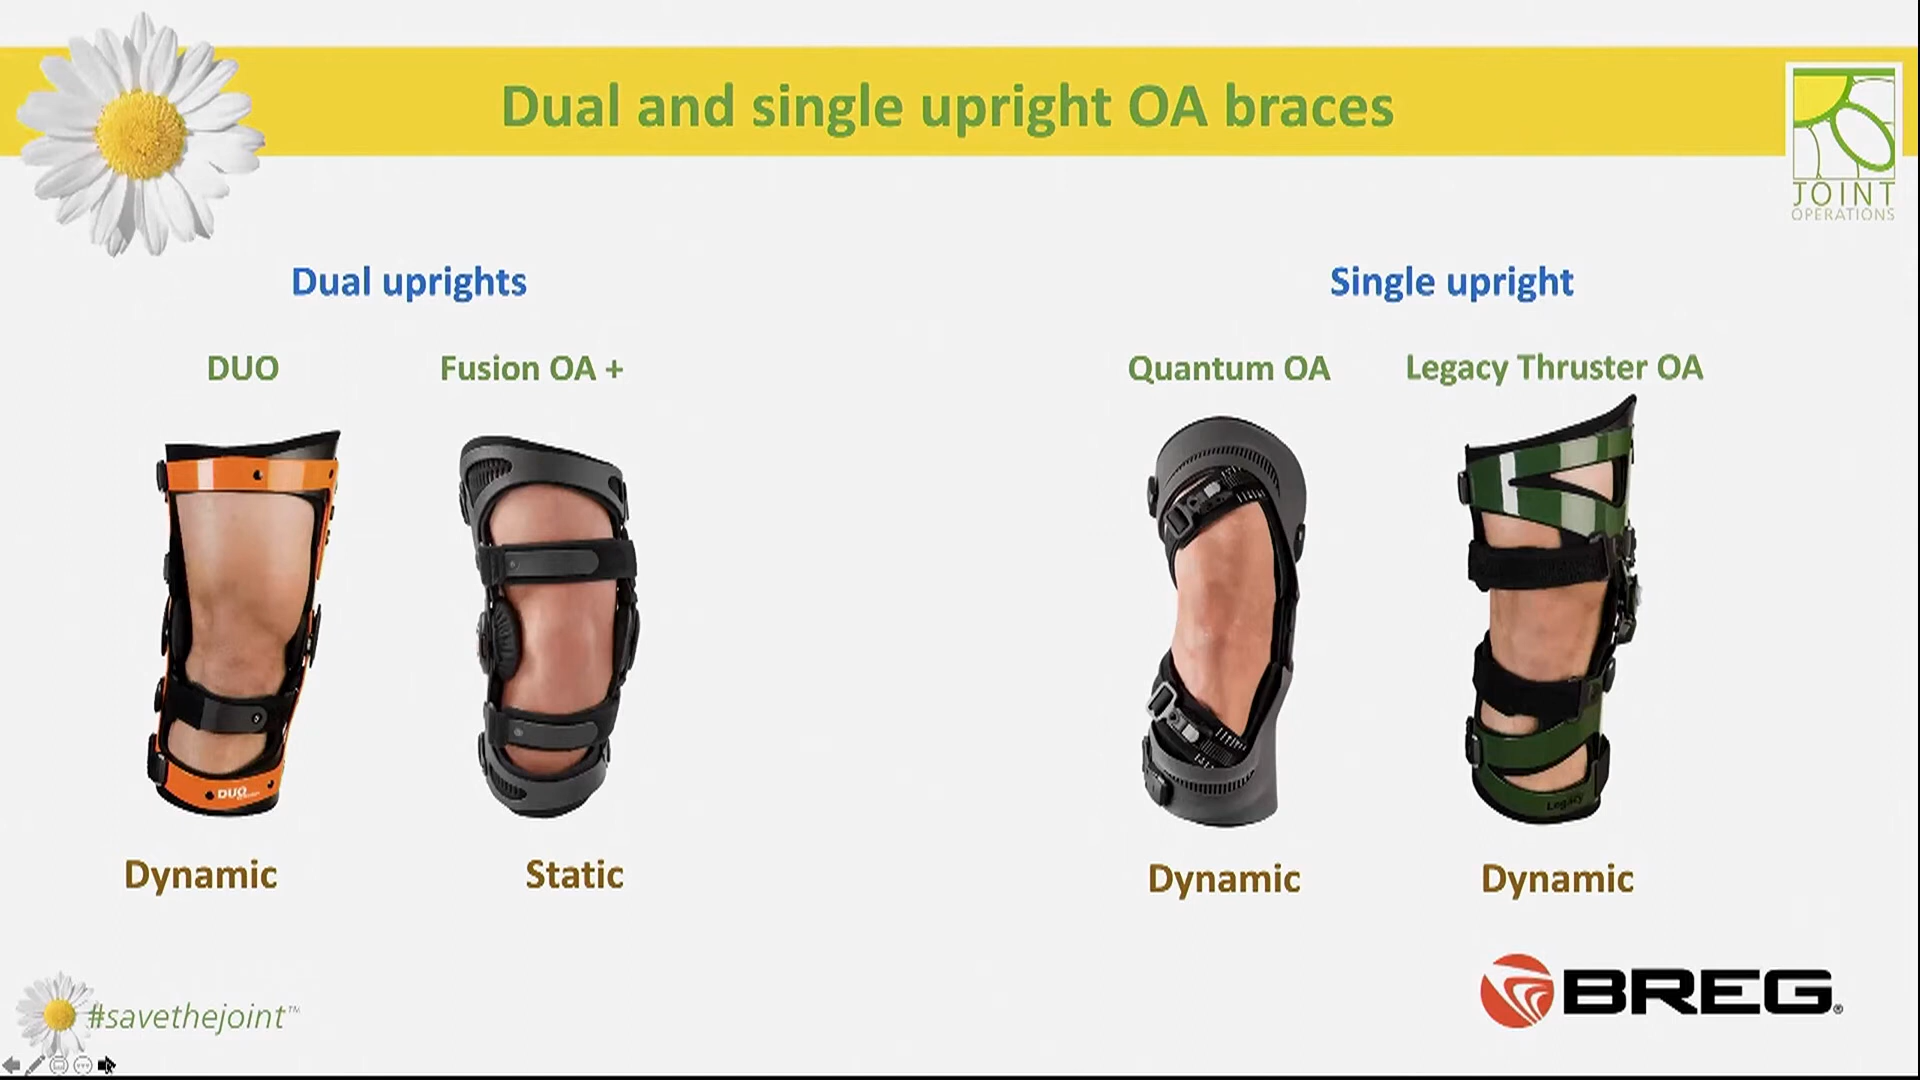 Dual and single upright OA braces
JOINT
OPERATIONS
Dual uprights
Single upright
DUO
Fusion OA +
Quantum OA
Legacy Thruster OA
DUO
Legacy
Dynamic
Static
Dynamic
Dynamic
#savethejoint™
BREG®